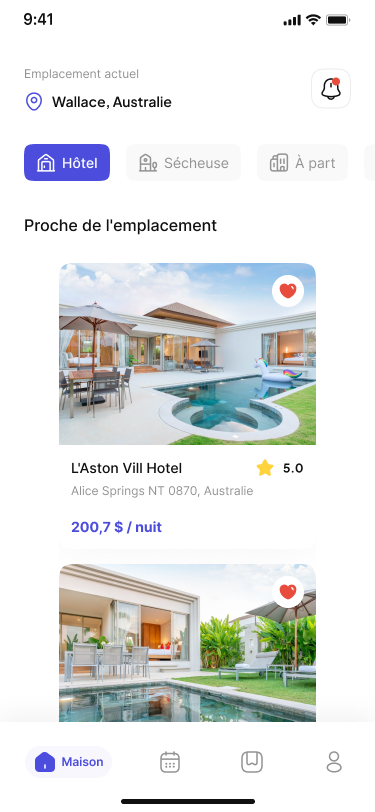 9:41
Emplacement actuel
Wallace, Australie
Hôtel
Sécheuse
À part
Proche de l'emplacement
L'Aston Vill Hotel
5.0
Alice Springs NT 0870, Australie
200,7 $ / nuit
Maison